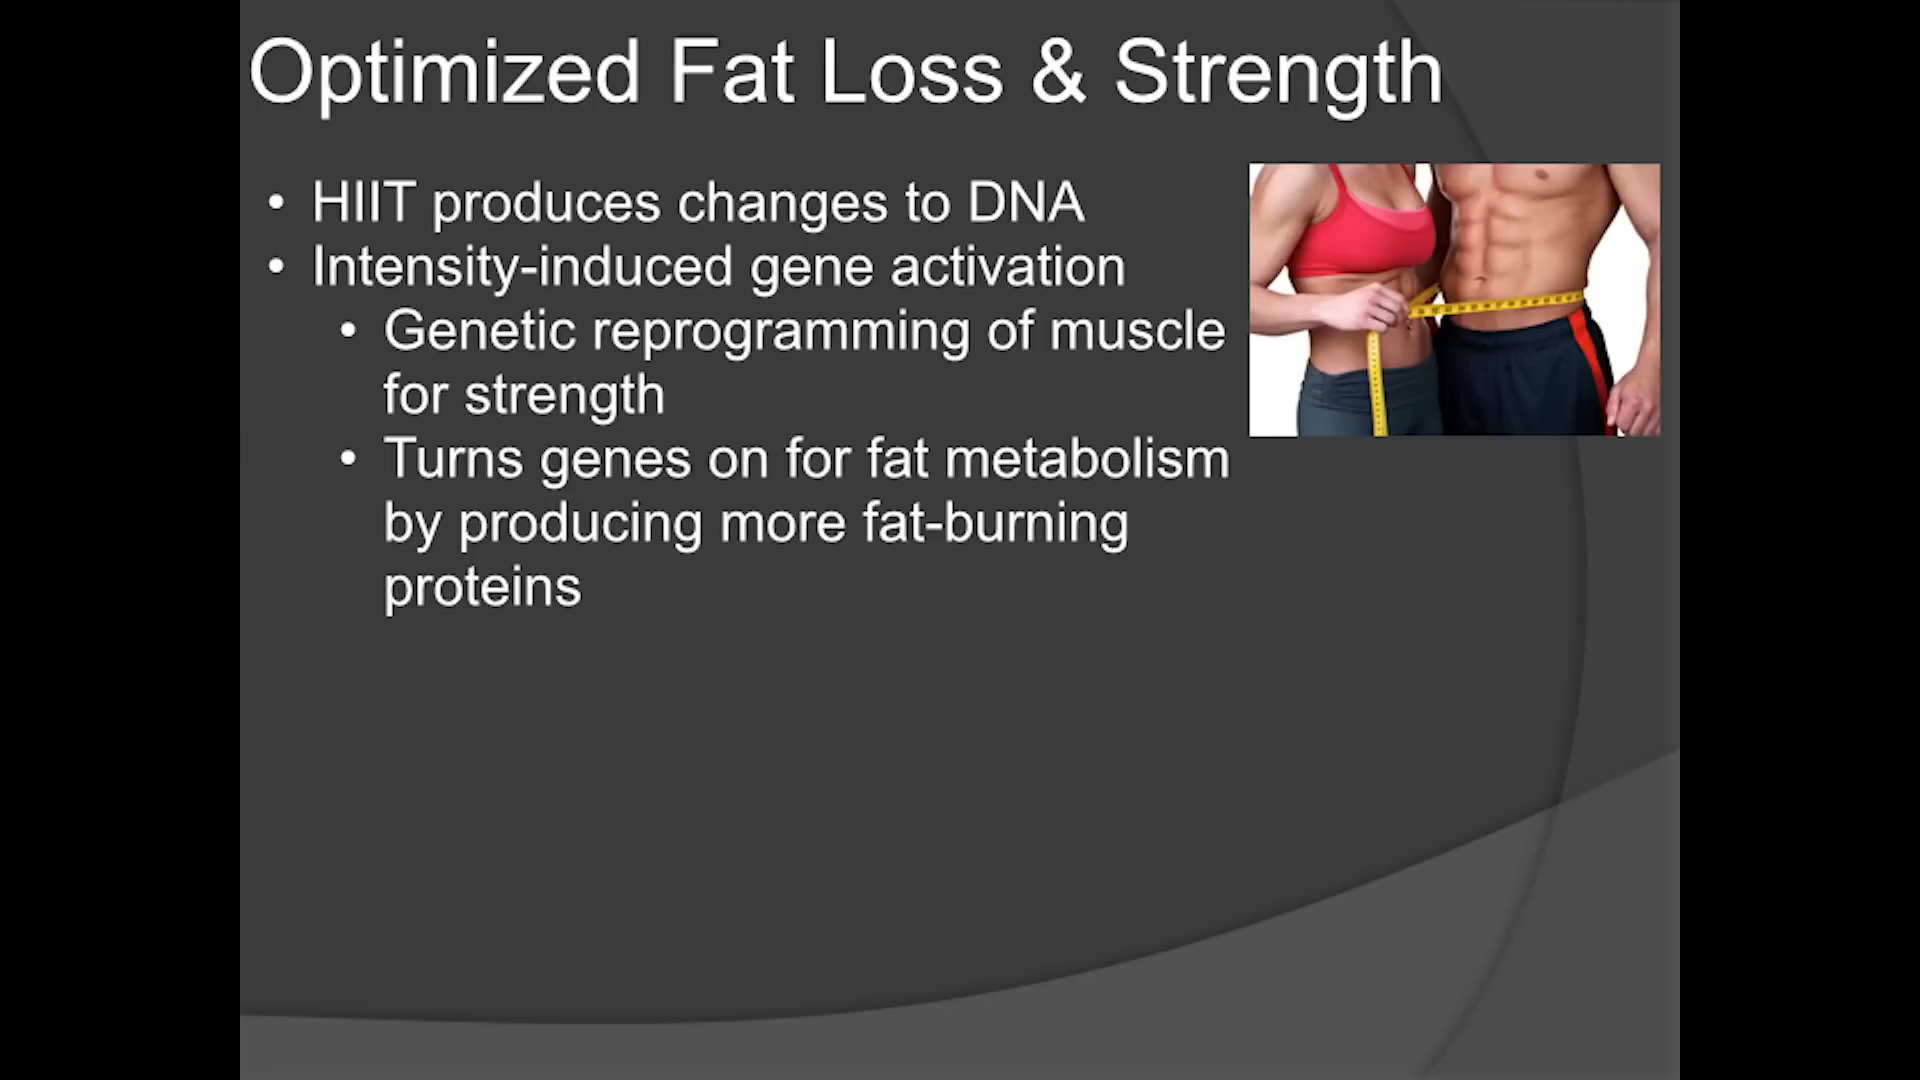 Optimized Fat Loss & Strength
• HIIT produces changes to DNA
• Intensity-induced gene activation
• Genetic reprogramming of muscle
for strength
• Turns genes on for fat metabolism
by producing more fat-burning
proteins